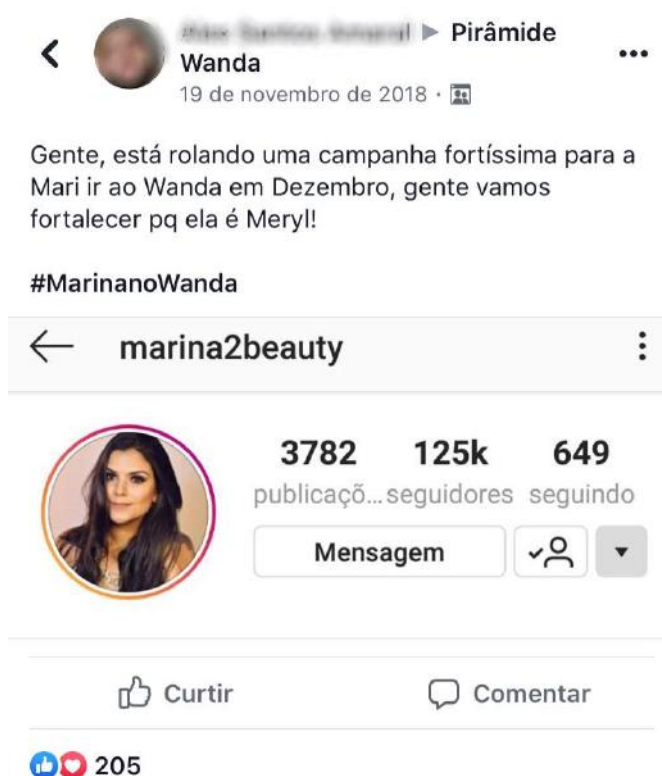 ▶ Pirâmide
Wanda
19 de novembro de 2018 ·
Gente, está rolando uma campanha fortíssima para a
Mari ir ao Wanda em Dezembro, gente vamos
fortalecer pq ela é Meryl!
#MarinanoWanda
marina2beauty
3782 125k 649
publicaçõ... seguidores seguindo
Mensagem
Curtir Comentar
205